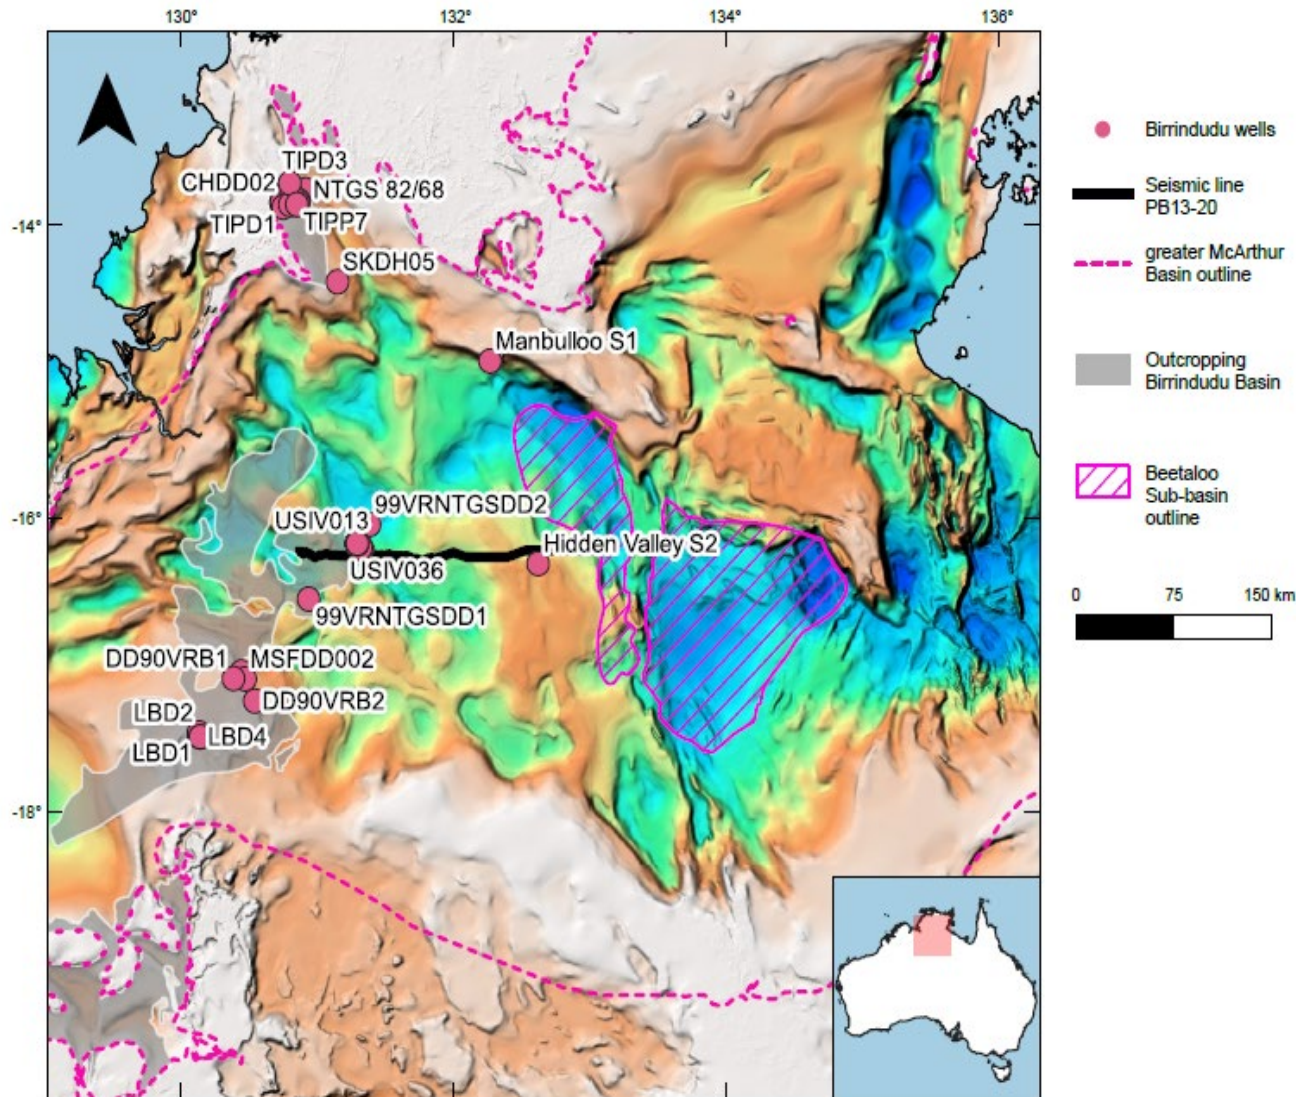 130°
132°
134°
136°
-14°
-16°
-18°
TIPD3
CHDD02
NTGS 82/68
TIPD1
TIPP7
SKDH05
Manbulloo S1
99VRNTGSDD2
USIV013
Hidden Valley S2
USIV036
99VRNTGSDD1
DD90VRB1
MSFDD002
DD90VRB2
LBD2
LBD4
LBD1
Birrindudu wells
Seismic line
PB13-20
greater McArthur
Basin outline
Outcropping
Birrindudu Basin
Beetaloo
Sub-basin
outline
0
75
150 km